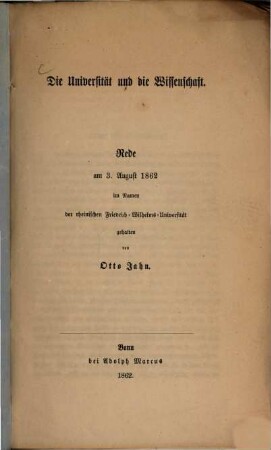 Die Universität und die Wissenschaft.
Rede
am 3. August 1862
im Namen
der rheinischen Friedrich-Wilhelms-Universität
gehalten
von
Otto Jahn.
Bonn
bei Adolph Marcus
1862.